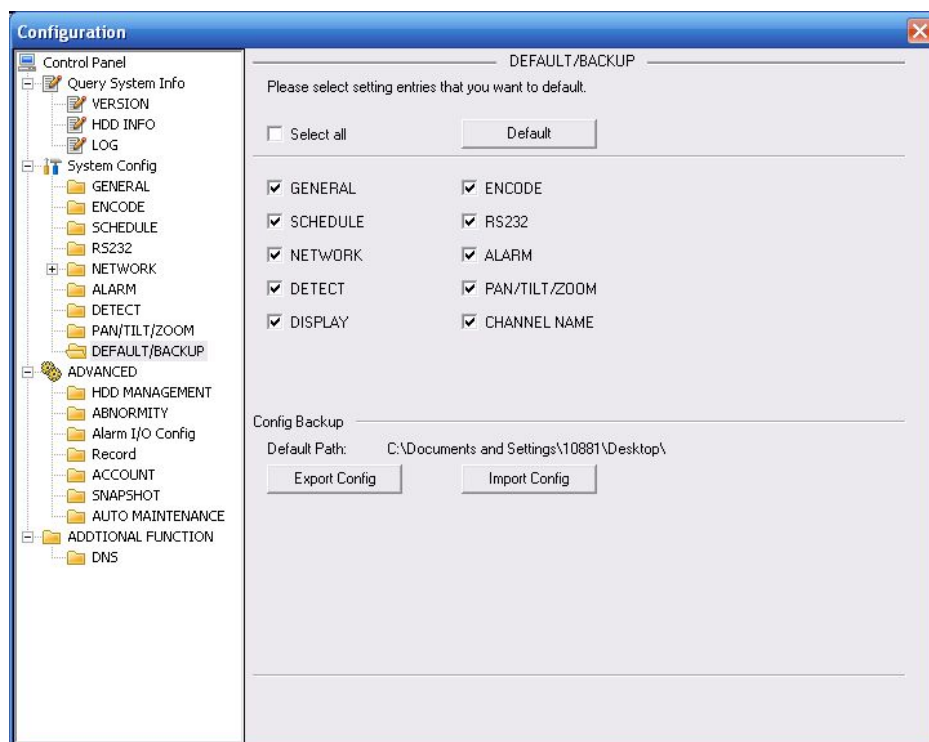 Configuration
Control Panel
Query System Info
VERSION
HDD INFO
LOG
System Config
GENERAL
ENCODE
SCHEDULE
RS232
NETWORK
ALARM
DETECT
PAN/TILT/ZOOM
DEFAULT/BACKUP
ADVANCED
HDD MANAGEMENT
ABNORMITY
Alarm I/O Config
Record
ACCOUNT
SNAPSHOT
AUTO MAINTENANCE
ADDTIONAL FUNCTION
DNS
DEFAULT/BACKUP
Please select setting entries that you want to default.
Select all Default
GENERAL ENCODE
SCHEDULE RS232
NETWORK ALARM
DETECT PAN/TILT/ZOOM
DISPLAY CHANNEL NAME
Config Backup
Default Path: C:\Documents and Settings\10881\Desktop\
Export Config Import Config